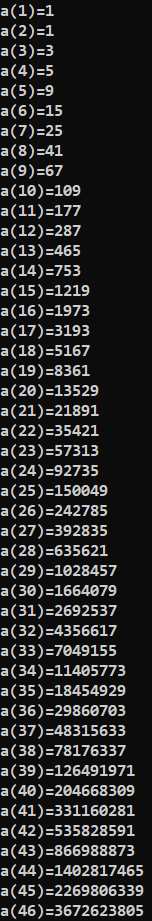 a(1)=1
a(2)=1
a(3)=3
a(4)=5
a(5)=9
a(6)=15
a(7)=25
a(8)=41
a(9)=67
a(10)=109
a(11)=177
a(12)=287
a(13)=465
a(14)=753
a(15)=1219
a(16)=1973
a(17)=3193
a(18)=5167
a(19)=8361
a(20)=13529
a(21)=21891
a(22)=35421
a(23)=57313
a(24)=92735
a(25)=150049
a(26)=242785
a(27)=392835
a(28)=635621
a(29)=1028457
a(30)=1664079
a(31)=2692537
a(32)=4356617
a(33)=7049155
a(34)=11405773
a(35)=18454929
a(36)=29860703
a(37)=48315633
a(38)=78176337
a(39)=126491971
a(40)=204668309
a(41)=331160281
a(42)=535828591
a(43)=866988873
a(44)=1402817465
a(45)=2269806339
a(46)=3672623805